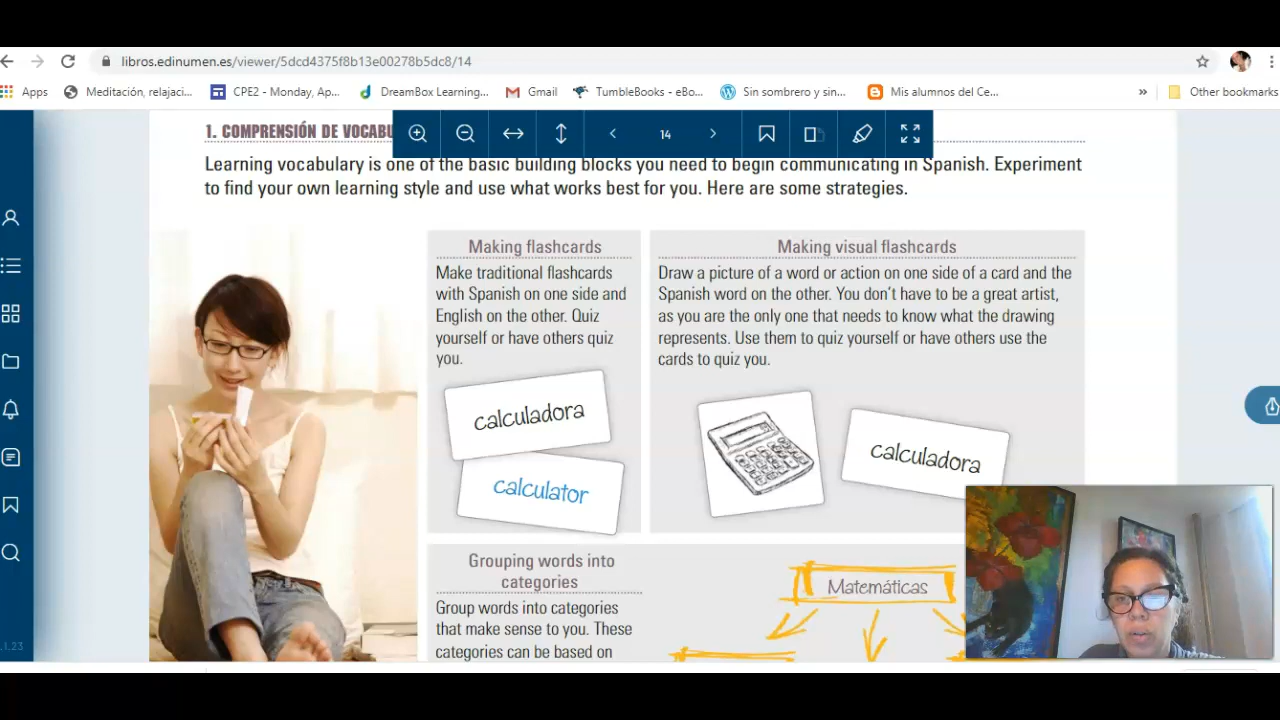 libros.edinumen.es/viewer/5dcd4375f8b13e00278b5dc8/14
Apps
Meditación, relajaci...
CPE2 - Monday, Ap...
DreamBox Learning...
Gmail
TumbleBooks - eBo...
Sin sombrero y sin...
Mis alumnos del Ce...
»
Other bookmarks
14
1. COMPRENSIÓN DE VOCABU
Learning vocabulary is one of the basic building blocks you need to begin communicating in Spanish. Experiment
to find your own learning style and use what works best for you. Here are some strategies.
Making flashcards
Make traditional flashcards
with Spanish on one side and
English on the other. Quiz
yourself or have others quiz
you.
calculadora
calculator
Making visual flashcards
Draw a picture of a word or action on one side of a card and the
Spanish word on the other. You don't have to be a great artist,
as you are the only one that needs to know what the drawing
represents. Use them to quiz yourself or have others use the
cards to quiz you.
calculadora
Grouping words into
categories
Group words into categories
that make sense to you. These
categories can be based on
Matemáticas
1.23